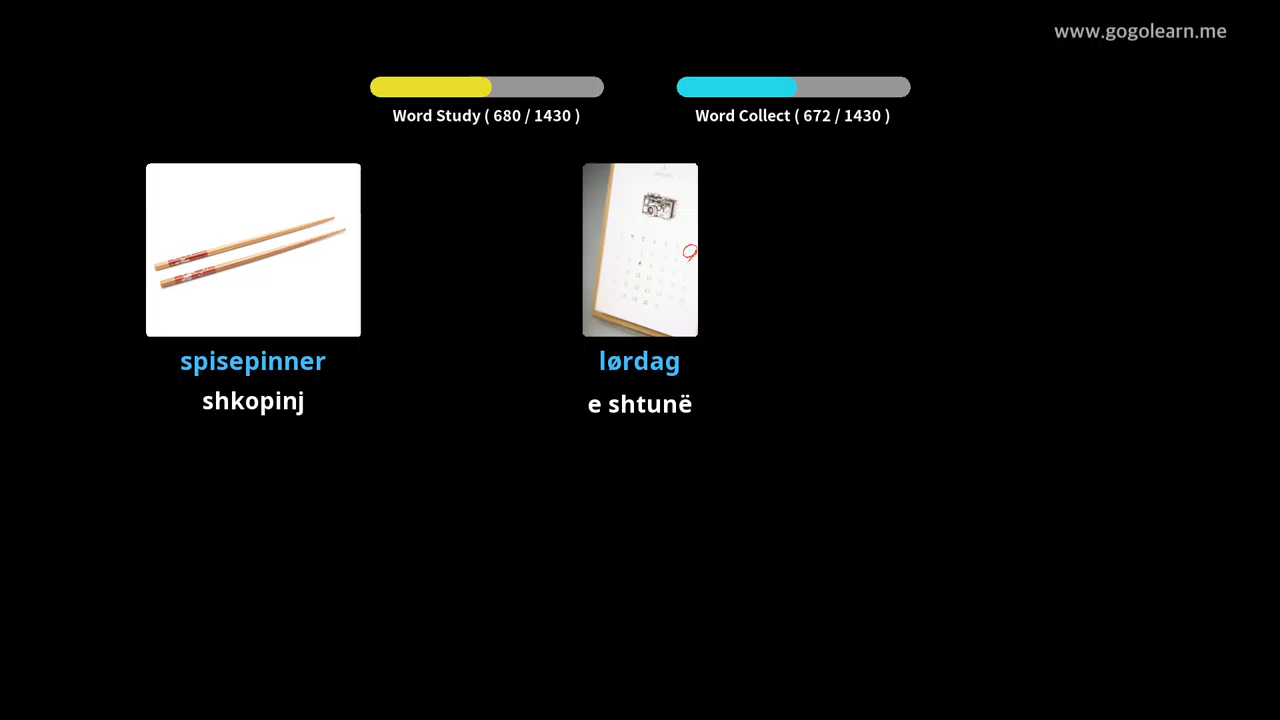 www.gogolearn.me
Word Study ( 680 / 1430 )
Word Collect ( 672 / 1430 )
spisepinner
shkopinj
lørdag
e shtunë